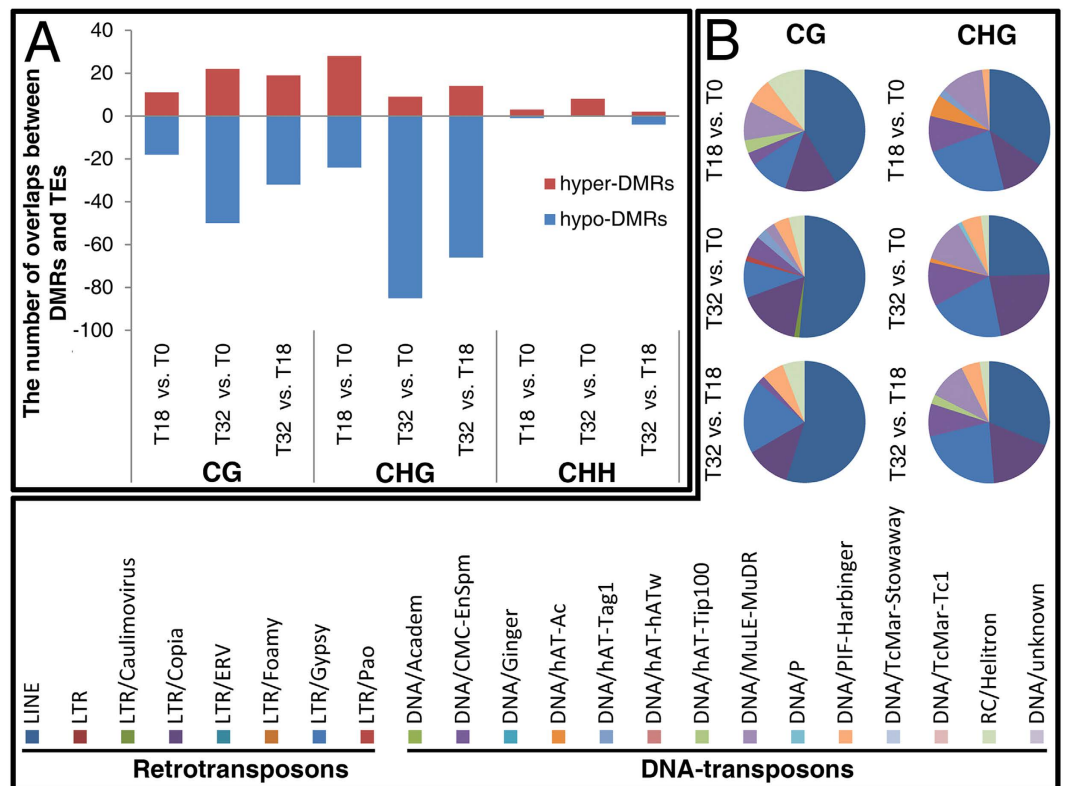 A
The number of overlaps between
DMRs and TEs
40
20
0
-20
-40
-60
-80
-100
hyper-DMRs
hypo-DMRs
T18 vs. T0
T32 vs. T0
T32 vs. T18
T18 vs. T0
T32 vs. T0
T32 vs. T18
T18 vs. T0
T32 vs. T0
T32 vs. T18
CG
CHG
CHH
B
CG
CHG
T18 vs. T0
T18 vs. T0
T32 vs. T0
T32 vs. T0
T32 vs. T18
T32 vs. T18
LINE
LTR
LTR/Caulimovirus
LTR/Copia
LTR/ERV
LTR/Foamy
LTR/Gypsy
LTR/Pao
DNA/Academ
DNA/CMC-EnSpm
DNA/Ginger
DNA/hAT-Ac
DNA/hAT-Tag1
DNA/hAT-hATw
DNA/hAT-Tip100
DNA/MuLE-MuDR
DNA/P
DNA/PIF-Harbinger
DNA/TcMar-Stowaway
DNA/TcMar-Tc1
RC/Helitron
DNA/unknown
Retrotransposons
DNA-transposons